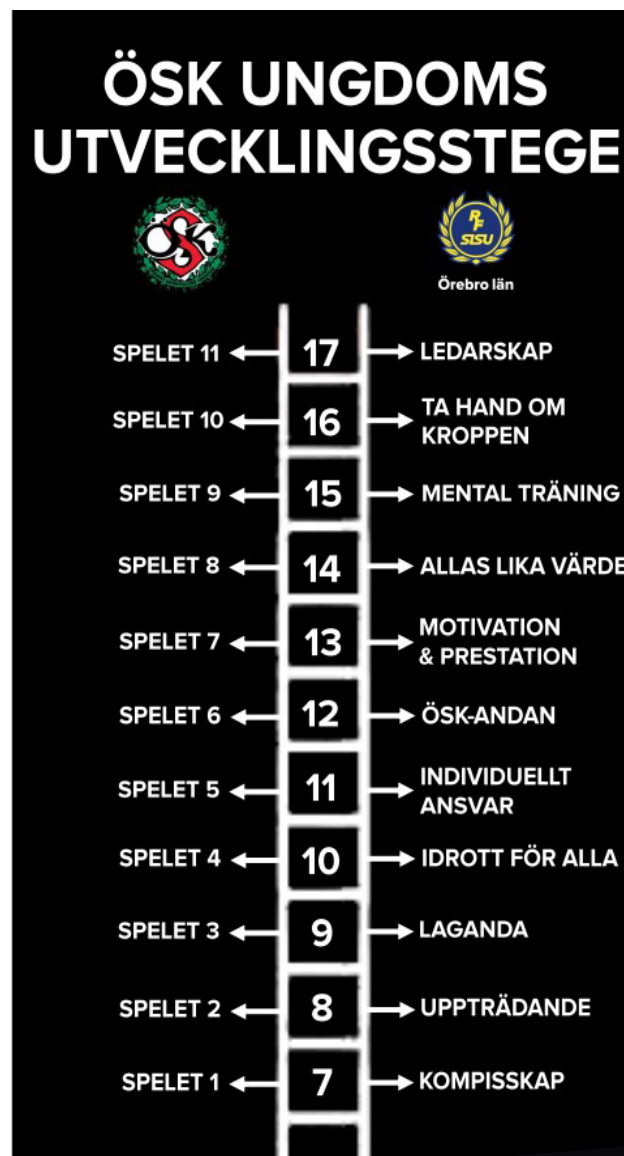 ÖSK UNGDOMS
UTVECKLINGSSTEGE
ÖSK
RF
SISU
Örebro län
SPELET 11 17 LEDARSKAP
SPELET 10 16 TA HAND OM
KROPPEN
SPELET 9 15 MENTAL TRÄNING
SPELET 8 14 ALLAS LIKA VÄRDE
SPELET 7 13 MOTIVATION
& PRESTATION
SPELET 6 12 ÖSK-ANDAN
SPELET 5 11 INDIVIDUELLT
ANSVAR
SPELET 4 10 IDROTT FÖR ALLA
SPELET 3 9 LAGANDA
SPELET 2 8 UPPTRÄDANDE
SPELET 1 7 KOMPISSKAP